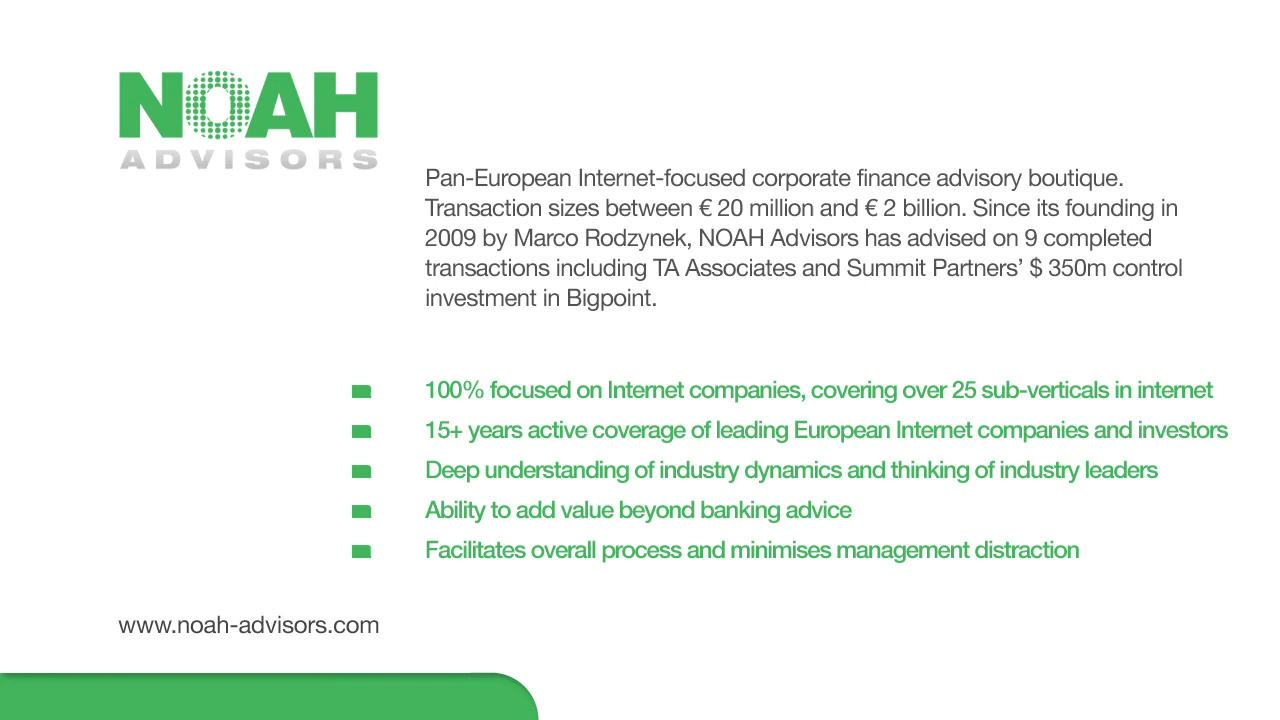 NOAH
ADVISORS
Pan-European Internet-focused corporate finance advisory boutique.
Transaction sizes between € 20 million and € 2 billion. Since its founding in
2009 by Marco Rodzynek, NOAH Advisors has advised on 9 completed
transactions including TA Associates and Summit Partners’ $ 350m control
investment in Bigpoint.
100% focused on Internet companies, covering over 25 sub-verticals in internet
15+ years active coverage of leading European Internet companies and investors
Deep understanding of industry dynamics and thinking of industry leaders
Ability to add value beyond banking advice
Facilitates overall process and minimises management distraction
www.noah-advisors.com